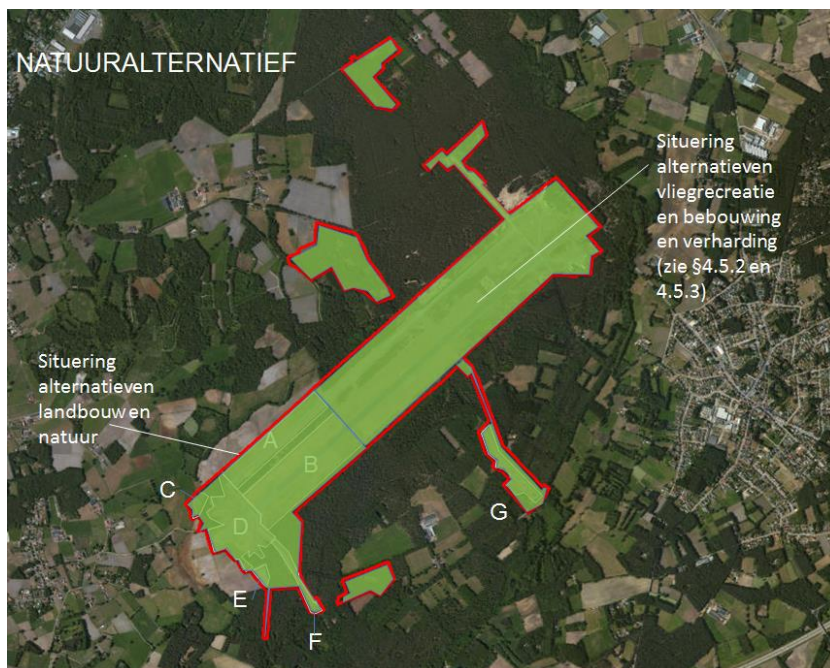 NATUURALTERNATIEF
Situering
alternatieven
vliegrecreatie
en bebouwing
en verharding
(zie §4.5.2 en
4.5.3)
Situering
alternatieven
landbouw en
natuur
A
B
C
D
G
E
F